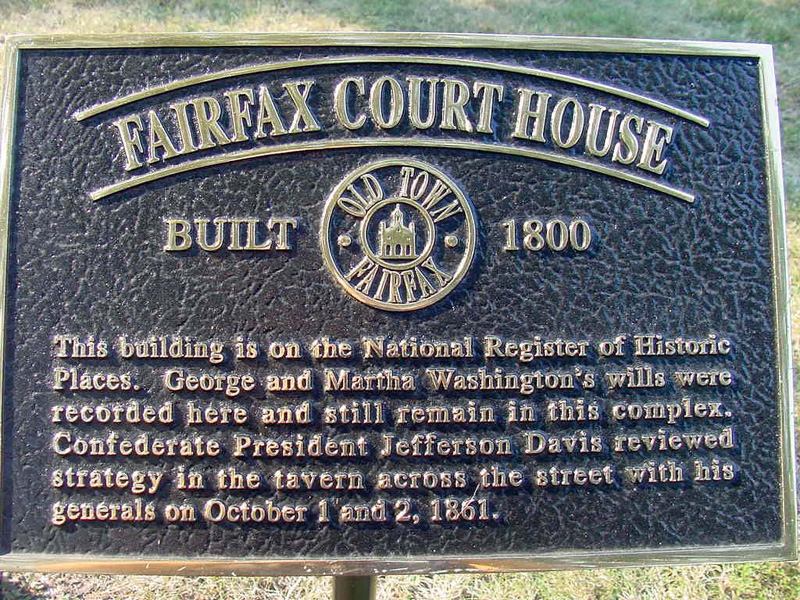 FAIRFAX COURT HOUSE
BUILT OLD TOWN FAIRFAX 1800
This building is on the National Register of Historic
Places. George and Martha Washington's wills were
recorded here and still remain in this complex.
Confederate President Jefferson Davis reviewed
strategy in the tavern across the street with his
generals on October 1 and 2, 1861.